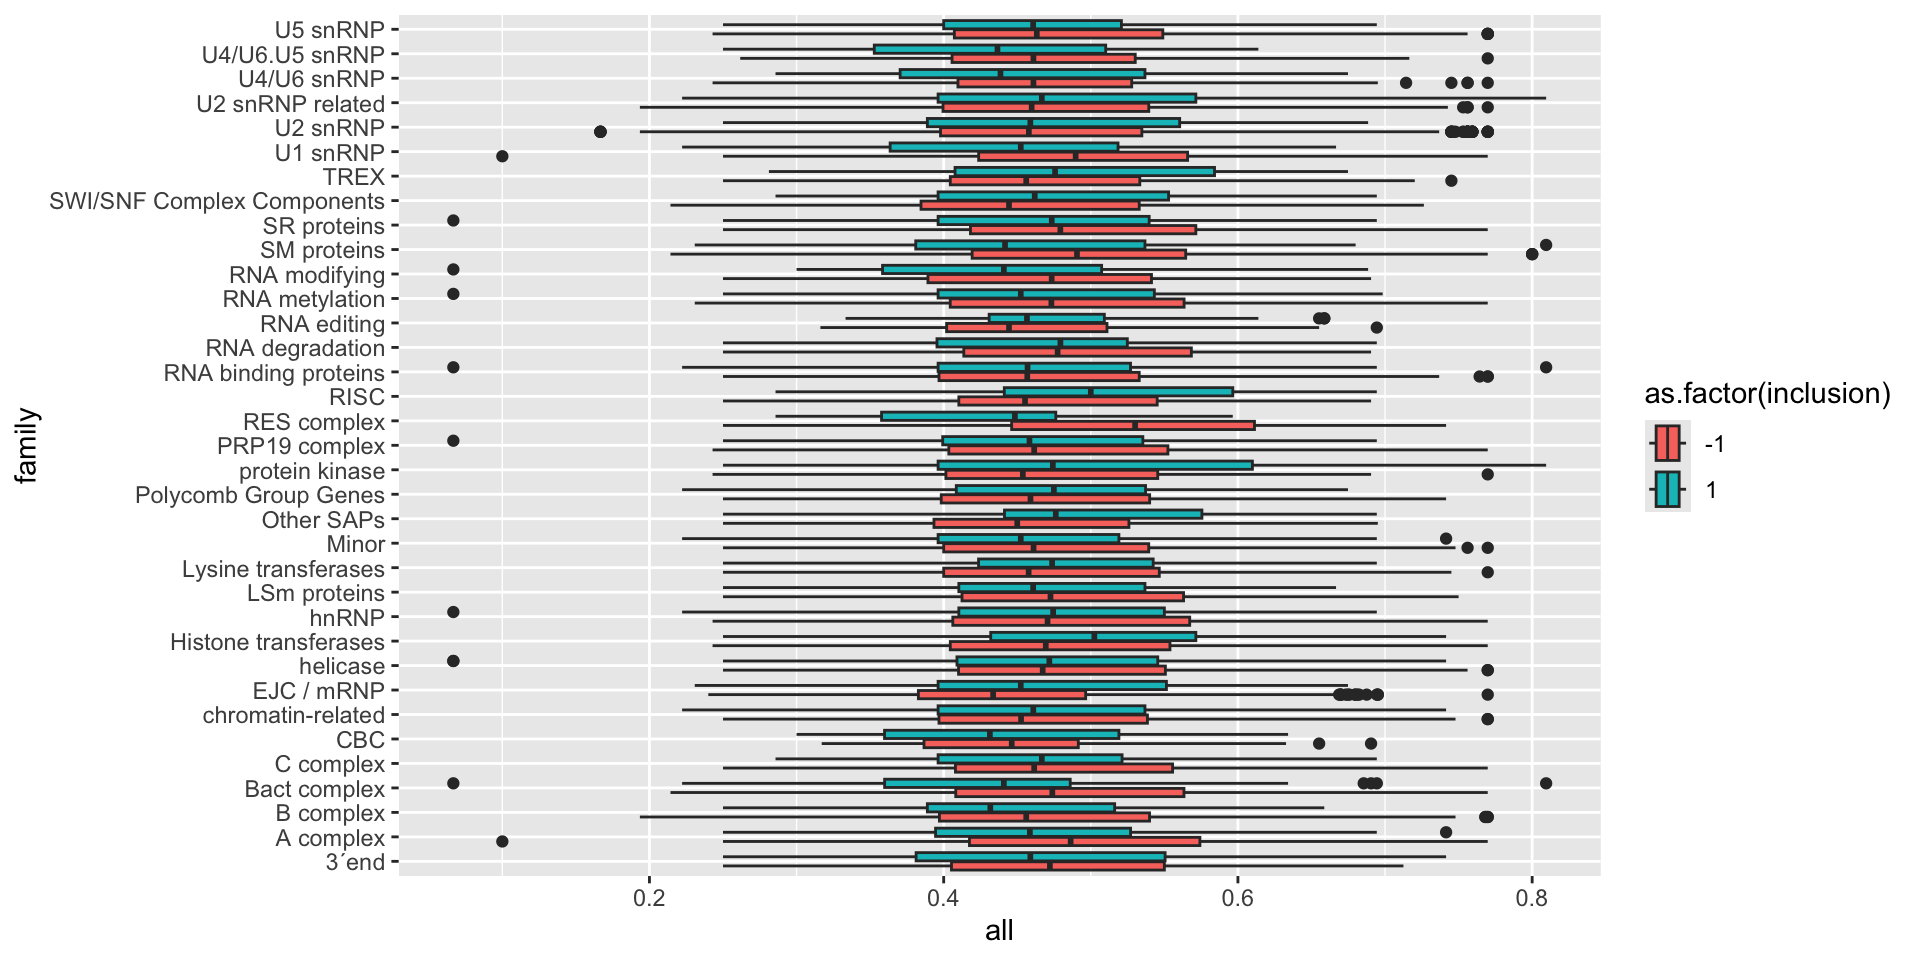 U5 snRNP
U4/U6.U5 snRNP
U4/U6 snRNP
U2 snRNP related
U2 snRNP
U1 snRNP
TREX
SWI/SNF Complex Components
SR proteins
SM proteins
RNA modifying
RNA metylation
RNA editing
RNA degradation
RNA binding proteins
RISC
RES complex
PRP19 complex
protein kinase
Polycomb Group Genes
Other SAPs
Minor
Lysine transferases
LSm proteins
hnRNP
Histone transferases
helicase
EJC / mRNP
chromatin-related
CBC
C complex
Bact complex
B complex
A complex
3´end
family
0.2 0.4 0.6 0.8
all
as.factor(inclusion)
-1
1